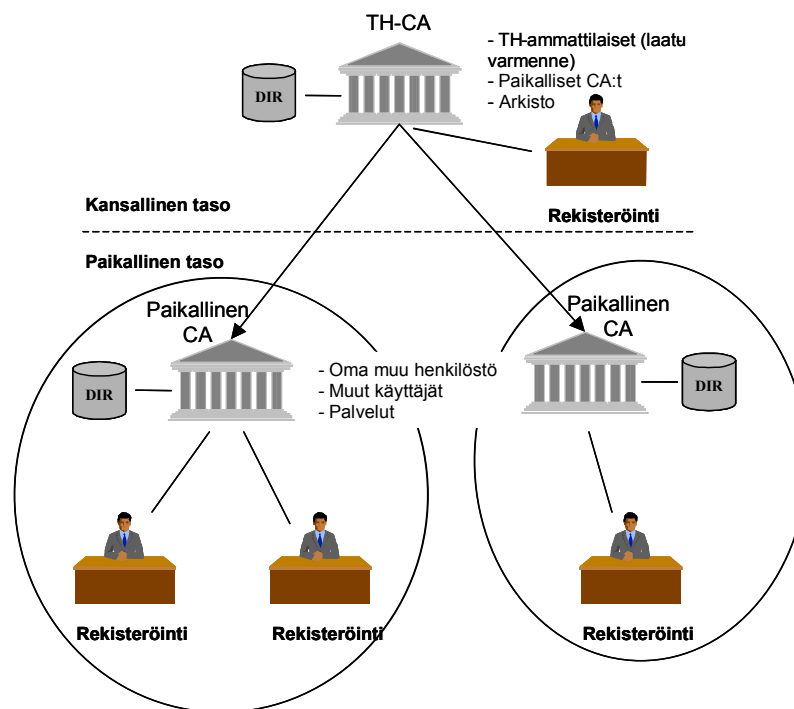 TH-CA
- TH-ammattilaiset (laatu
varmenne)
- Paikalliset CA:t
- Arkisto
DIR
Kansallinen taso
Rekisteröinti
Paikallinen taso
Paikallinen
CA
DIR
- Oma muu henkilöstö
- Muut käyttäjät
- Palvelut
Paikallinen
CA
DIR
Rekisteröinti
Rekisteröinti
Rekisteröinti